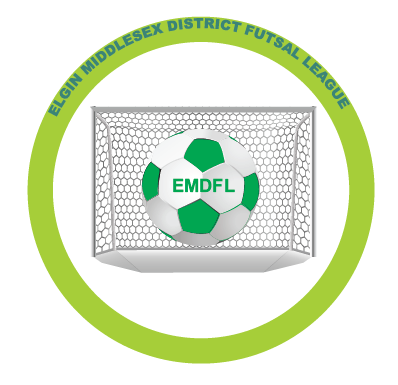 ELGIN MIDDLESEX DISTRICT FUTSAL LEAGUE
EMDFL